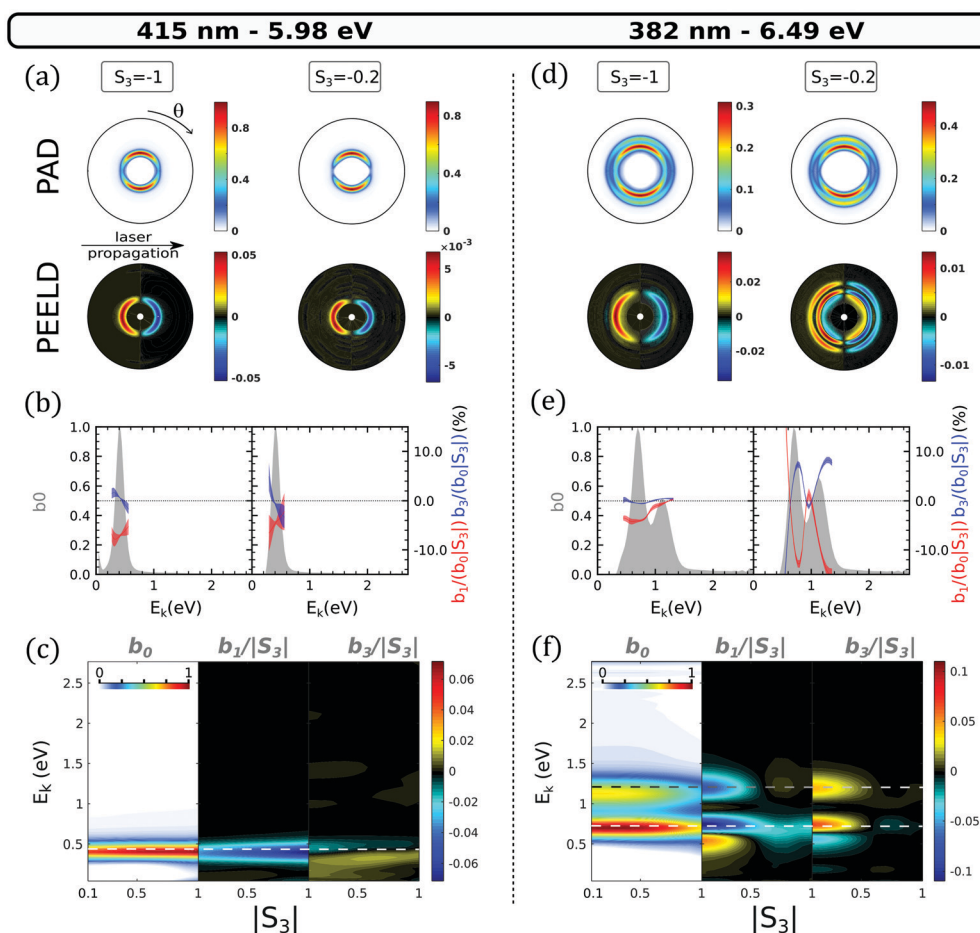 415 nm - 5.98 eV
382 nm - 6.49 eV
(a)
S3=-1
S3=-0.2
θ
PAD
0.8
0.4
0
0.8
0.4
0
laser
propagation
PEELD
0.05
0
-0.05
×10⁻³
5
0
-5
(d)
S3=-1
S3=-0.2
0.3
0.2
0.1
0
0.4
0.2
0
0.02
0
-0.02
0.01
0
-0.01
(b)
b0
1.0
0.8
0.6
0.4
0.2
0.0
0 1 2
0 1 2
Ek(eV)
Ek(eV)
10.0
0.0
-10.0
b1/(b0|S3|) b3/(b0|S3|)(%)
(e)
b0
1.0
0.8
0.6
0.4
0.2
0.0
0 1 2
0 1 2
Ek(eV)
Ek(eV)
10.0
0.0
-10.0
b1/(b0|S3|) b3/(b0|S3|)(%)
(c)
b0
b1/|S3|
b3/|S3|
0 1
Ek (eV)
2.5
2
1.5
1
0.5
0.1 0.5 1 0.5 1 0.5 1
|S3|
0.06
0.04
0.02
0
-0.02
-0.04
-0.06
(f)
b0
b1/|S3|
b3/|S3|
0 1
Ek (eV)
2.5
2
1.5
1
0.5
0.1 0.5 1 0.5 1 0.5 1
|S3|
0.1
0.05
0
-0.05
-0.1